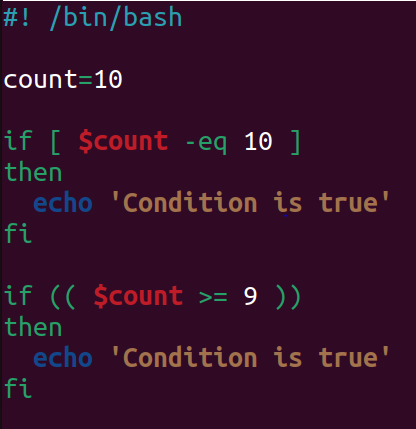 #! /bin/bash
count=10
if [ $count -eq 10 ]
then
  echo 'Condition is true'
fi
if (( $count >= 9 ))
then
  echo 'Condition is true'
fi